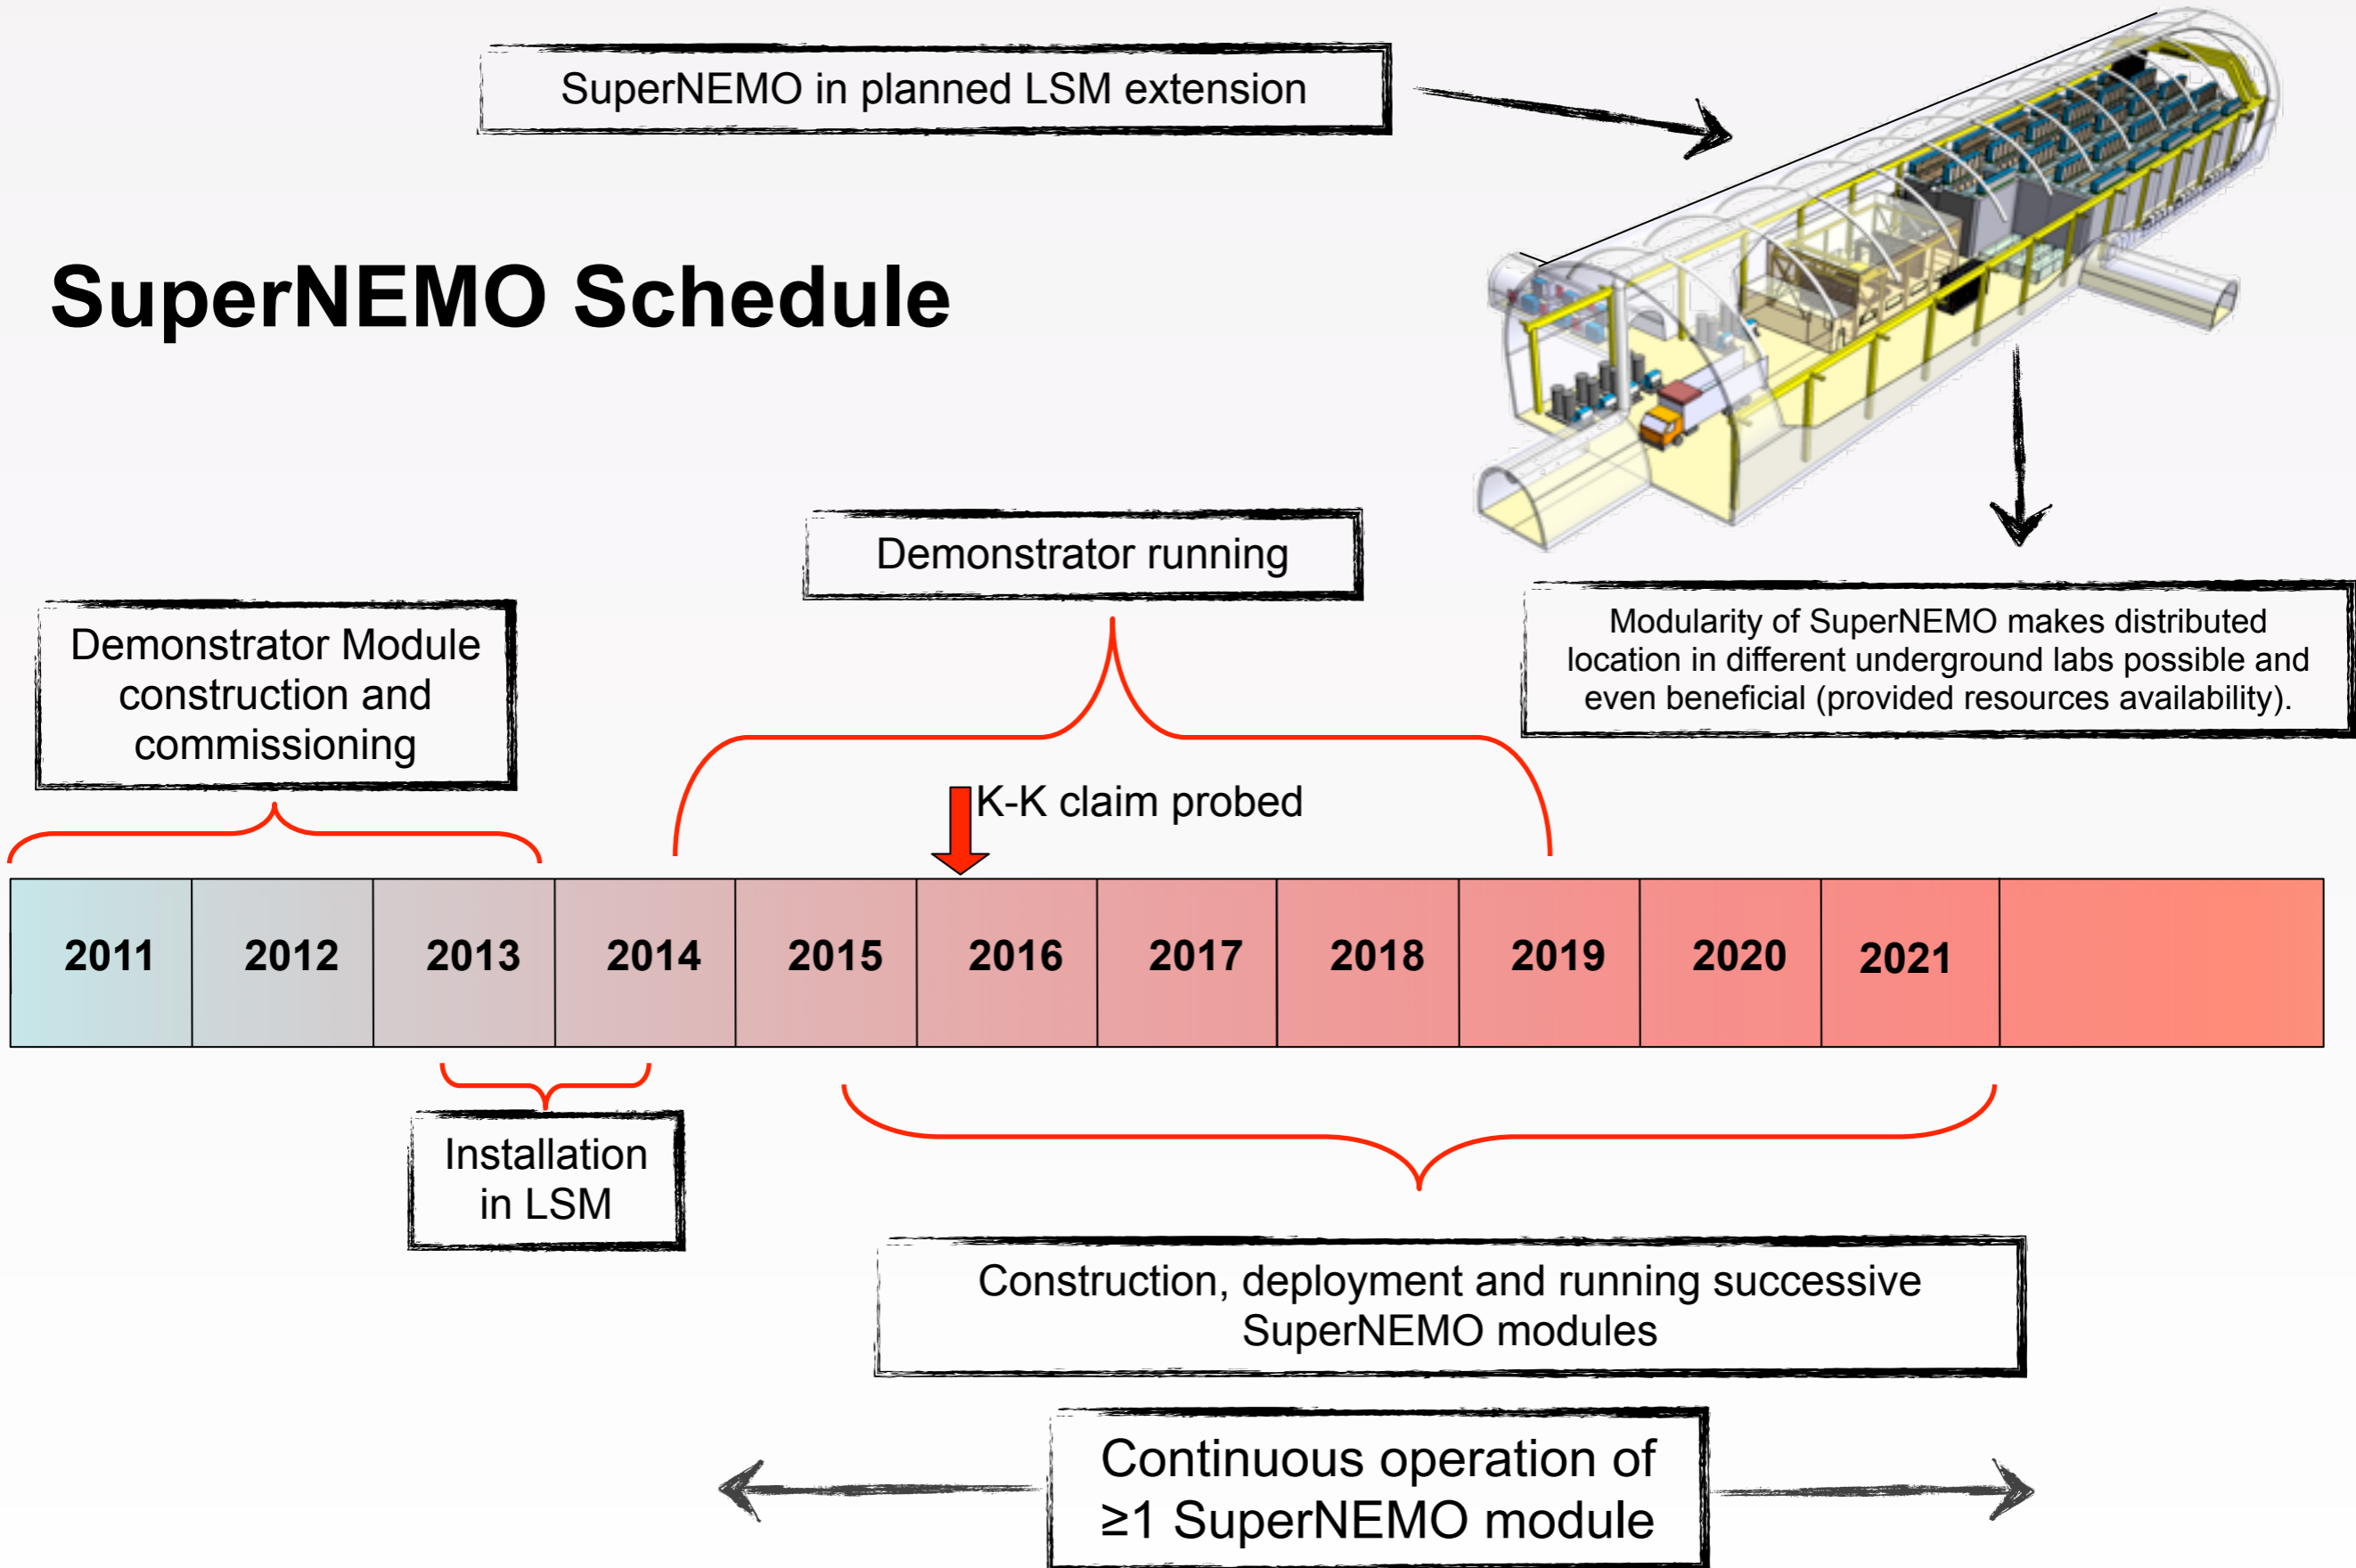 SuperNEMO in planned LSM extension
SuperNEMO Schedule
Demonstrator running
Demonstrator Module
construction and
commissioning
Modularity of SuperNEMO makes distributed
location in different underground labs possible and
even beneficial (provided resources availability).
K-K claim probed
2011 2012 2013 2014 2015 2016 2017 2018 2019 2020 2021
Installation
in LSM
Construction, deployment and running successive
SuperNEMO modules
Continuous operation of
≥1 SuperNEMO module